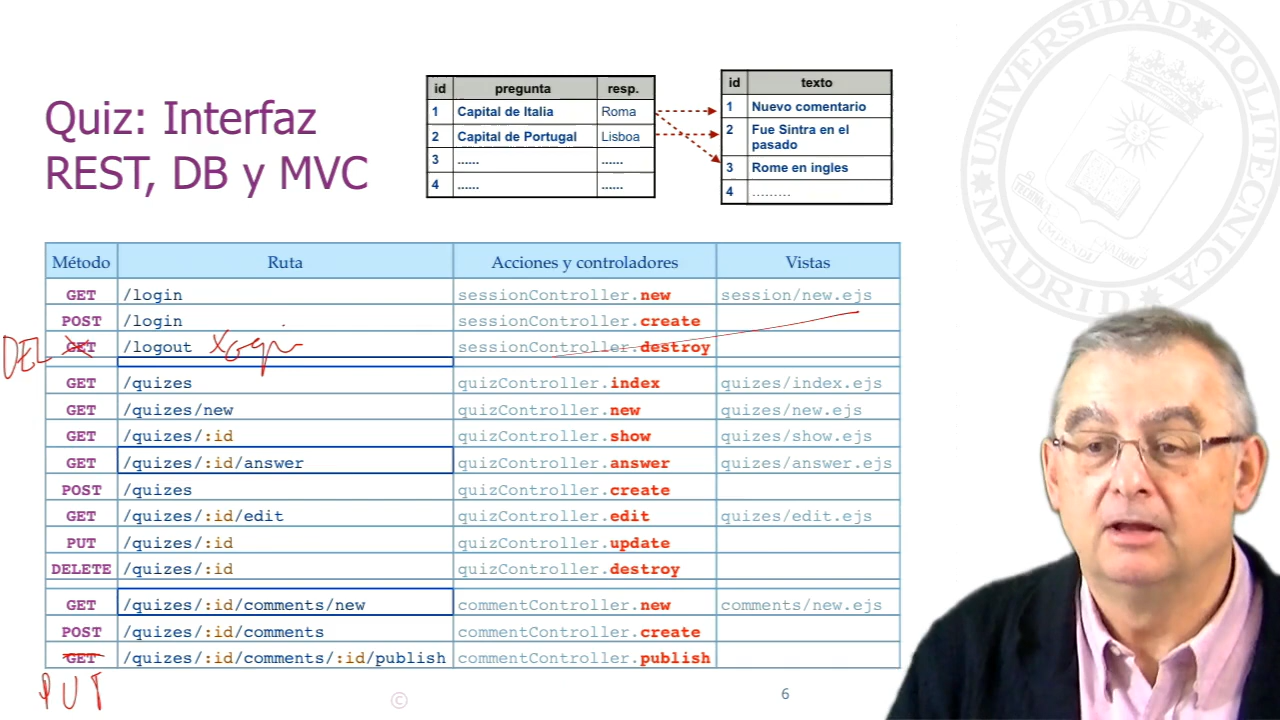 Quiz: Interfaz
REST, DB y MVC
id pregunta resp.
1 Capital de Italia Roma
2 Capital de Portugal Lisboa
3 ...... ......
4 ...... ......
id texto
1 Nuevo comentario
2 Fue Sintra en el
pasado
3 Rome en ingles
4 .........
UNIVERSIDAD POLITECNICA
MADRID
Método Ruta Acciones y controladores Vistas
GET /login sessionController.new session/new.ejs
POST /login sessionController.create
DEL GET /logout sessionController.destroy
GET /quizes quizController.index quizes/index.ejs
GET /quizes/new quizController.new quizes/new.ejs
GET /quizes/:id quizController.show quizes/show.ejs
GET /quizes/:id/answer quizController.answer quizes/answer.ejs
POST /quizes quizController.create
GET /quizes/:id/edit quizController.edit quizes/edit.ejs
PUT /quizes/:id quizController.update
DELETE /quizes/:id quizController.destroy
GET /quizes/:id/comments/new commentController.new comments/new.ejs
POST /quizes/:id/comments commentController.create
GET /quizes/:id/comments/:id/publish commentController.publish
PUT
© 6